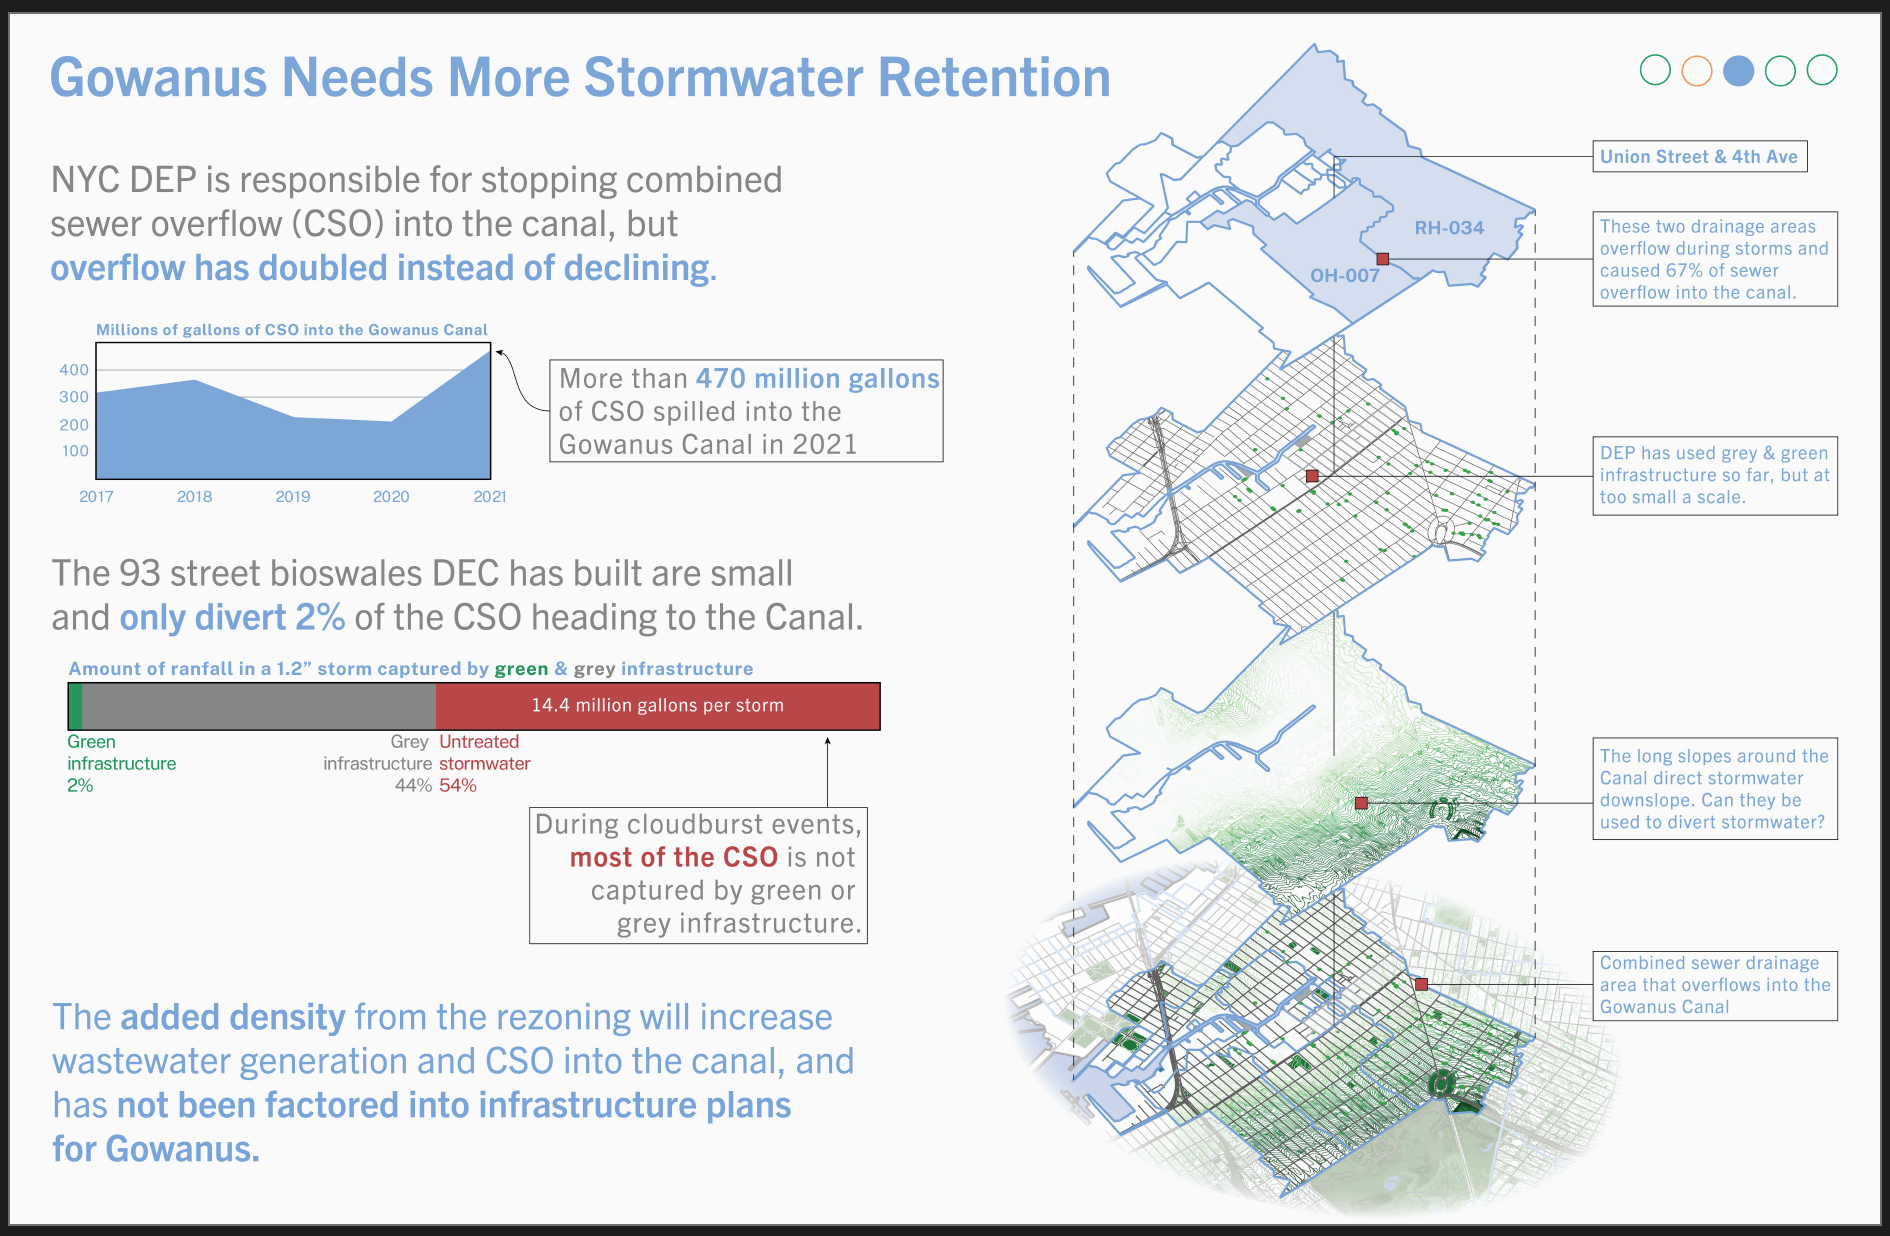 Gowanus Needs More Stormwater Retention
NYC DEP is responsible for stopping combined
sewer overflow (CSO) into the canal, but
overflow has doubled instead of declining.
Millions of gallons of CSO into the Gowanus Canal
400
300
200
100
2017 2018 2019 2020 2021
More than 470 million gallons
of CSO spilled into the
Gowanus Canal in 2021
The 93 street bioswales DEC has built are small
and only divert 2% of the CSO heading to the Canal.
Amount of ranfall in a 1.2” storm captured by green & grey infrastructure
14.4 million gallons per storm
Green
infrastructure
2%
Grey
infrastructure
44%
Untreated
stormwater
54%
During cloudburst events,
most of the CSO is not
captured by green or
grey infrastructure.
The added density from the rezoning will increase
wastewater generation and CSO into the canal, and
has not been factored into infrastructure plans
for Gowanus.
RH-034
OH-007
Union Street & 4th Ave
These two drainage areas
overflow during storms and
caused 67% of sewer
overflow into the canal.
DEP has used grey & green
infrastructure so far, but at
too small a scale.
The long slopes around the
Canal direct stormwater
downslope. Can they be
used to divert stormwater?
Combined sewer drainage
area that overflows into the
Gowanus Canal